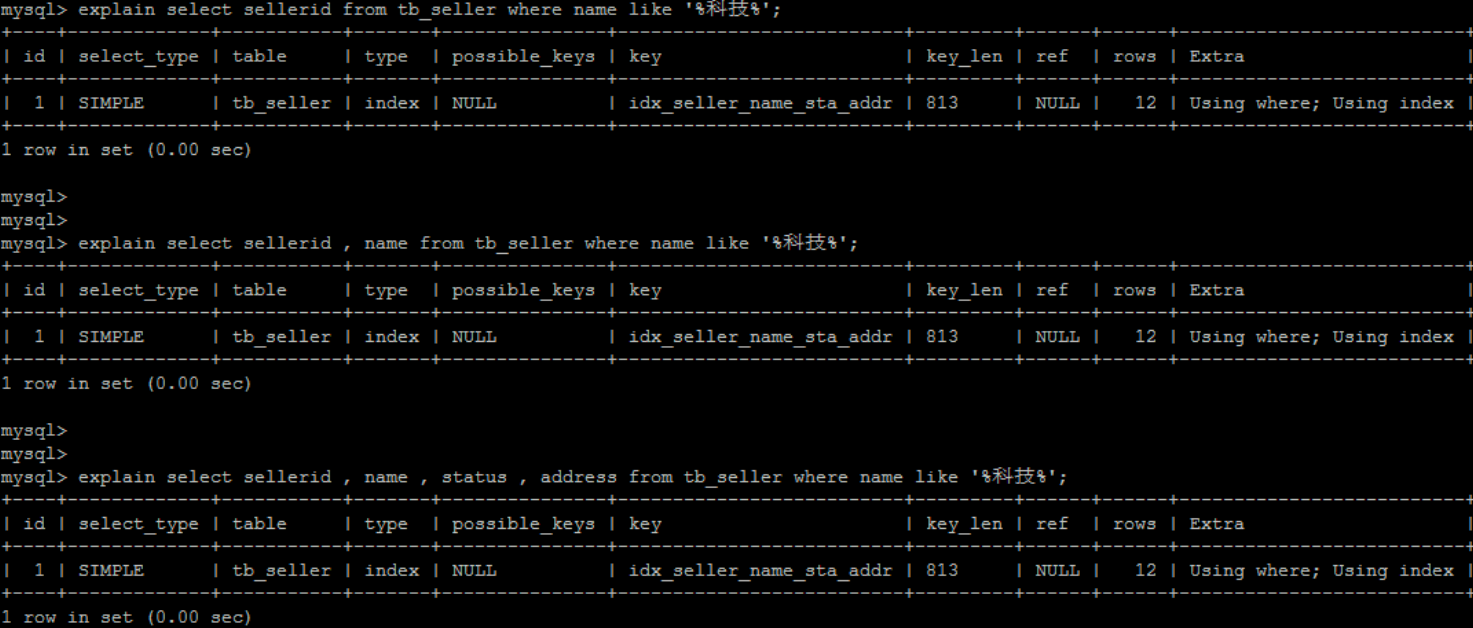 mysql> explain select sellerid from tb_seller where name like '%科技%';
+----+-------------+-----------+-------+---------------+--------------------------+---------+------+------+--------------------------+
| id | select_type | table     | type  | possible_keys | key                      | key_len | ref  | rows | Extra                    |
+----+-------------+-----------+-------+---------------+--------------------------+---------+------+------+--------------------------+
|  1 | SIMPLE      | tb_seller | index | NULL          | idx_seller_name_sta_addr | 813     | NULL |   12 | Using where; Using index |
+----+-------------+-----------+-------+---------------+--------------------------+---------+------+------+--------------------------+
1 row in set (0.00 sec)
mysql>
mysql>
mysql> explain select sellerid , name from tb_seller where name like '%科技%';
+----+-------------+-----------+-------+---------------+--------------------------+---------+------+------+--------------------------+
| id | select_type | table     | type  | possible_keys | key                      | key_len | ref  | rows | Extra                    |
+----+-------------+-----------+-------+---------------+--------------------------+---------+------+------+--------------------------+
|  1 | SIMPLE      | tb_seller | index | NULL          | idx_seller_name_sta_addr | 813     | NULL |   12 | Using where; Using index |
+----+-------------+-----------+-------+---------------+--------------------------+---------+------+------+--------------------------+
1 row in set (0.00 sec)
mysql>
mysql>
mysql> explain select sellerid , name , status , address from tb_seller where name like '%科技%';
+----+-------------+-----------+-------+---------------+--------------------------+---------+------+------+--------------------------+
| id | select_type | table     | type  | possible_keys | key                      | key_len | ref  | rows | Extra                    |
+----+-------------+-----------+-------+---------------+--------------------------+---------+------+------+--------------------------+
|  1 | SIMPLE      | tb_seller | index | NULL          | idx_seller_name_sta_addr | 813     | NULL |   12 | Using where; Using index |
+----+-------------+-----------+-------+---------------+--------------------------+---------+------+------+--------------------------+
1 row in set (0.00 sec)